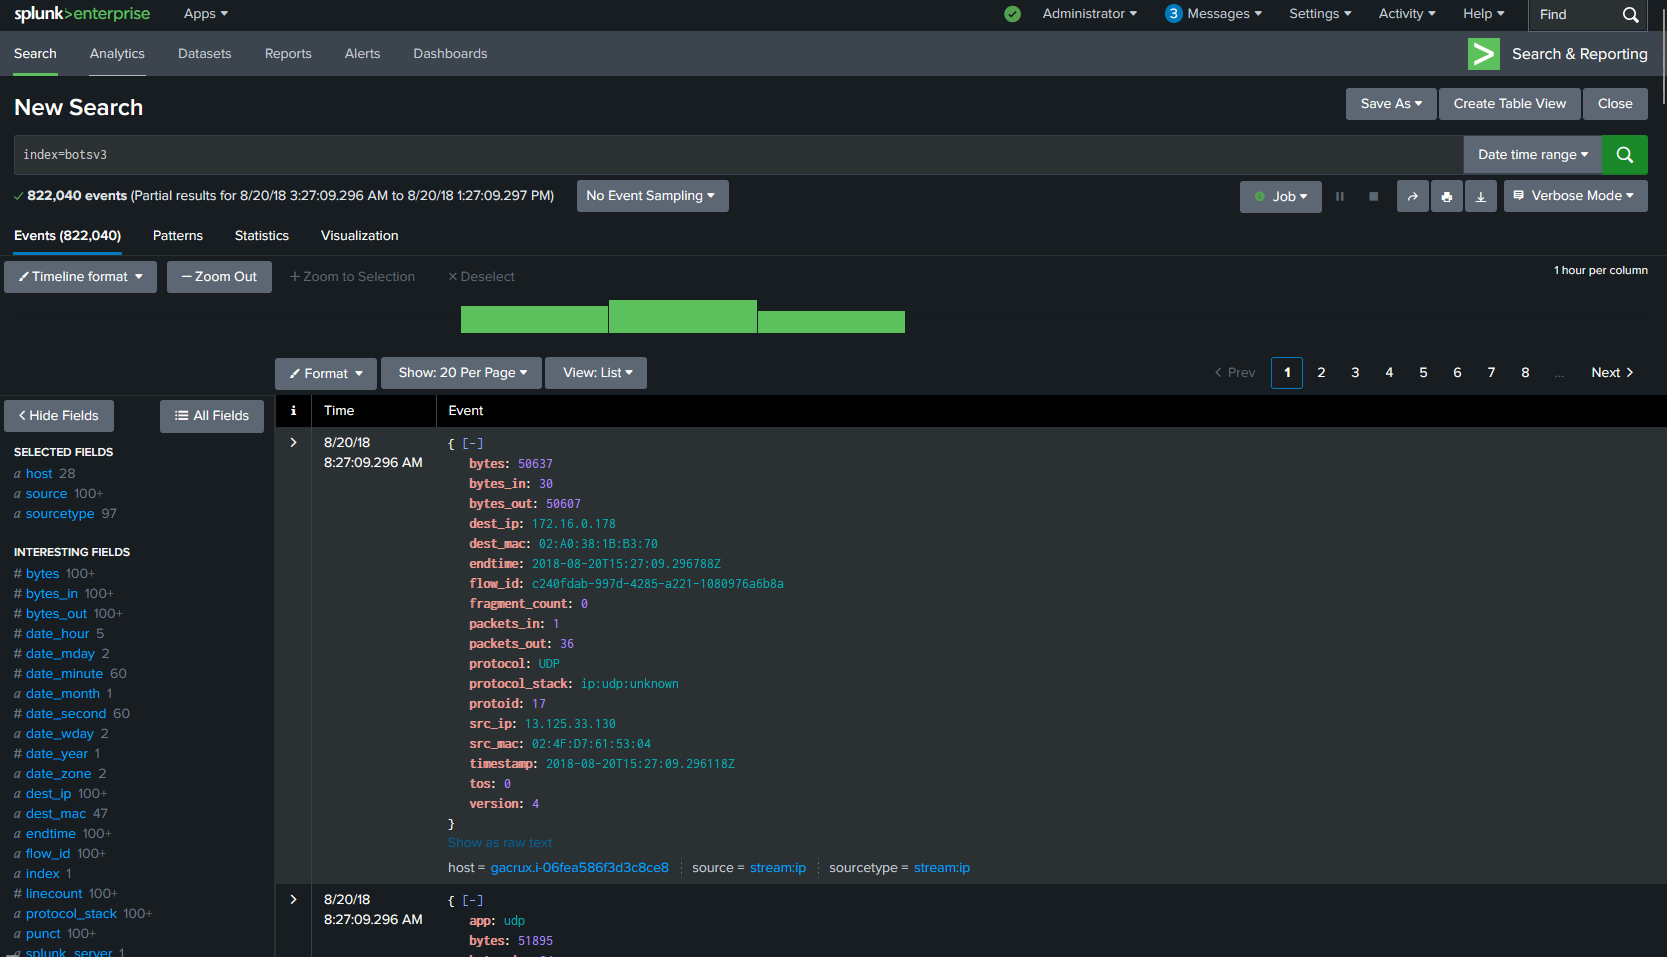 splunk>enterprise Apps Administrator 3 Messages Settings Activity Help Find
Search Analytics Datasets Reports Alerts Dashboards Search & Reporting
New Search Save As Create Table View Close
index=botsv3 Date time range
822,040 events (Partial results for 8/20/18 3:27:09.296 AM to 8/20/18 1:27:09.297 PM) No Event Sampling Job Verbose Mode
Events (822,040) Patterns Statistics Visualization
Timeline format — Zoom Out + Zoom to Selection × Deselect 1 hour per column
Format Show: 20 Per Page View: List < Prev 1 2 3 4 5 6 7 8 ... Next >
< Hide Fields All Fields
SELECTED FIELDS
a host 28
a source 100+
a sourcetype 97
INTERESTING FIELDS
# bytes 100+
# bytes_in 100+
# bytes_out 100+
# date_hour 5
# date_mday 2
# date_minute 60
a date_month 1
# date_second 60
a date_wday 2
# date_year 1
a date_zone 2
a dest_ip 100+
a dest_mac 47
a endtime 100+
a flow_id 100+
a index 1
# linecount 100+
a protocol_stack 100+
a punct 100+
a splunk_server 1
i Time Event
> 8/20/18 { [-]
8:27:09.296 AM
bytes: 50637
bytes_in: 30
bytes_out: 50607
dest_ip: 172.16.0.178
dest_mac: 02:A0:38:1B:B3:70
endtime: 2018-08-20T15:27:09.296788Z
flow_id: c240fdab-997d-4285-a221-1080976a6b8a
fragment_count: 0
packets_in: 1
packets_out: 36
protocol: UDP
protocol_stack: ip:udp:unknown
protoid: 17
src_ip: 13.125.33.130
src_mac: 02:4F:D7:61:53:04
timestamp: 2018-08-20T15:27:09.296118Z
tos: 0
version: 4
}
Show as raw text
host = gacrux.i-06fea586f3d3c8ce8 source = stream:ip sourcetype = stream:ip
> 8/20/18 { [-]
8:27:09.296 AM
app: udp
bytes: 51895